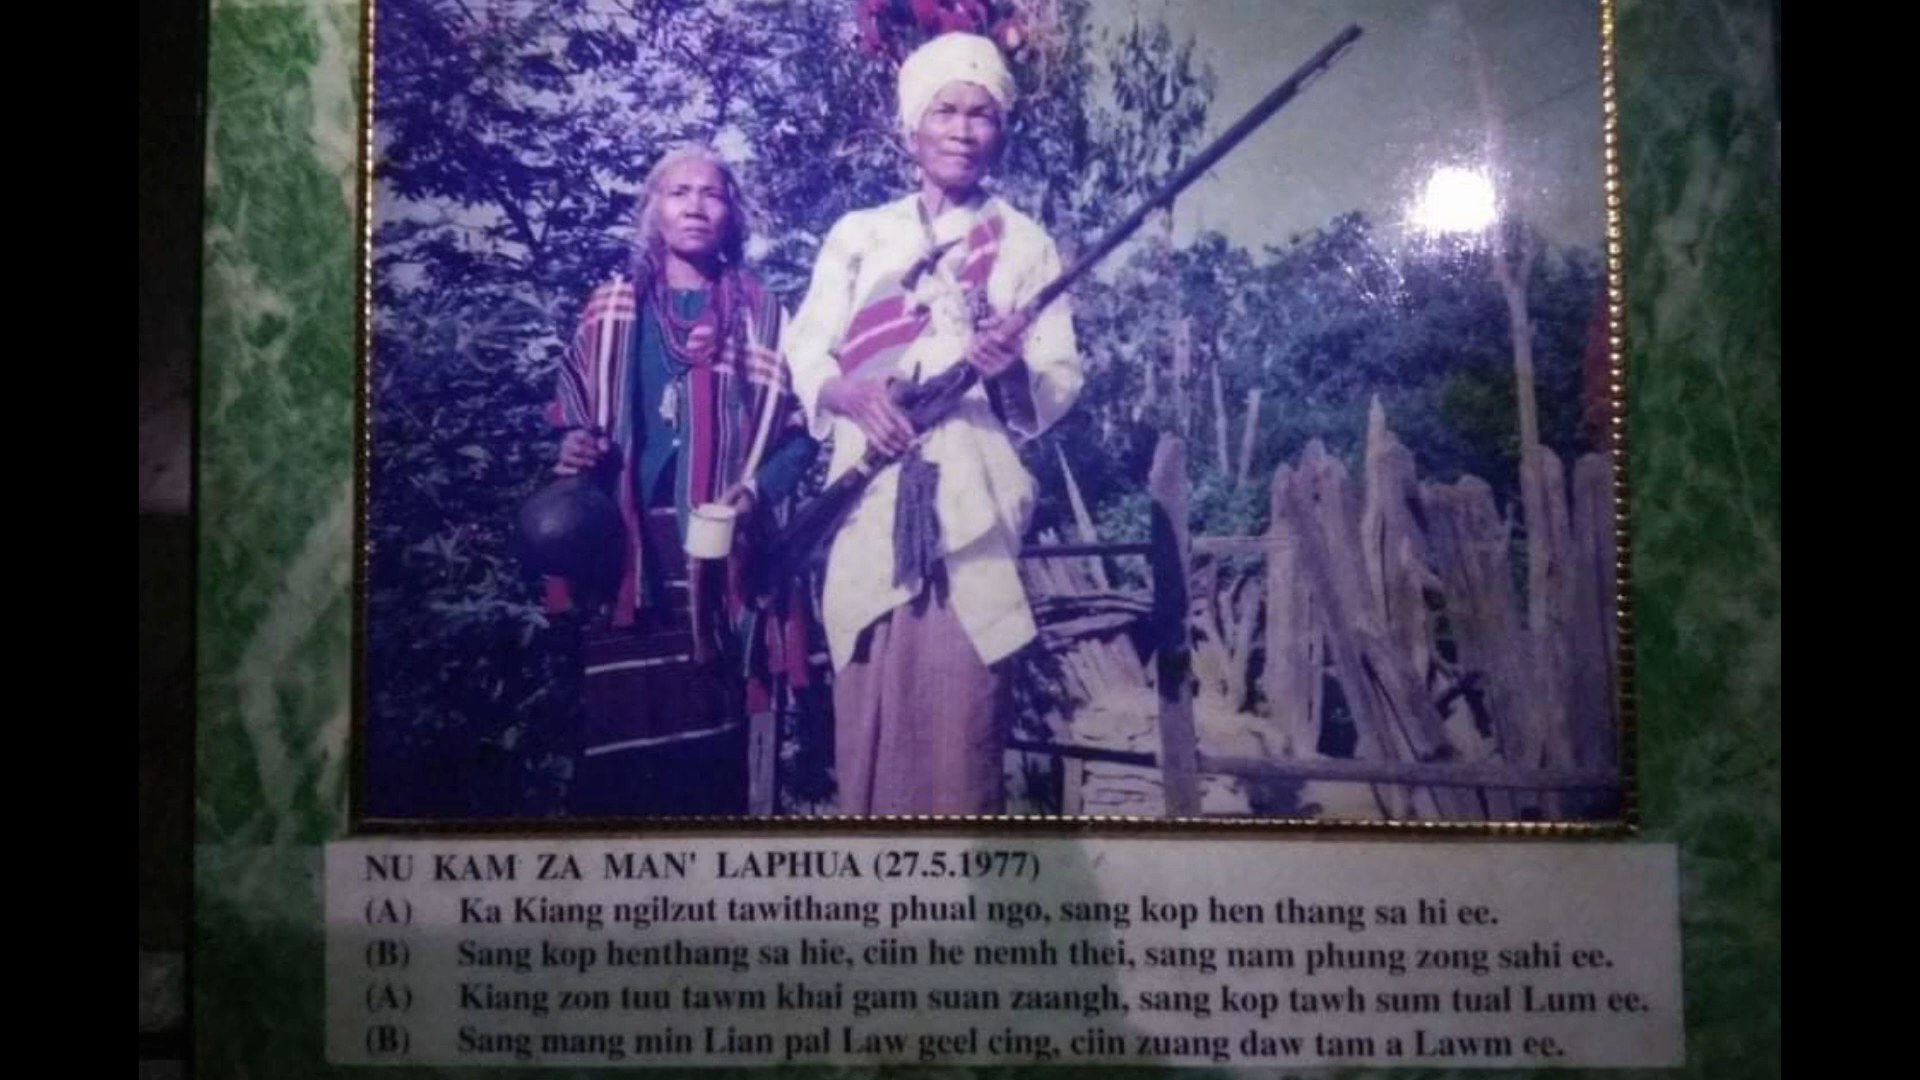 NU KAM ZA MAN' LAPHUA (27.5.1977)
(A) Ka Kiang ngilzut tawithang phual ngo, sang kop hen thang sa hi ee.
(B) Sang kop henthang sa hie, ciin he nemh thei, sang nam phung zong sahi ee.
(A) Kiang zon tuu tawm khai gam suan zaangh, sang kop tawh sum tual Lum ee.
(B) Sang mang min Lian pal Law geel cing, ciin zuang daw tam a Lawm ee.